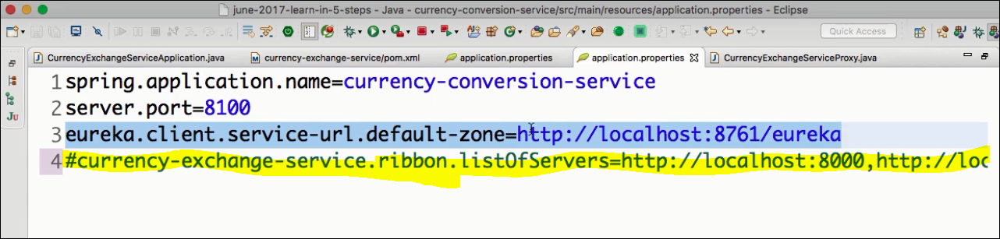 june-2017-learn-in-5-steps - Java - currency-conversion-service/src/main/resources/application.properties - Eclipse
Quick Access
CurrencyExchangeServiceApplication.java currency-exchange-service/pom.xml application.properties application.properties CurrencyExchangeServiceProxy.java
1 spring.application.name=currency-conversion-service
2 server.port=8100
3 eureka.client.service-url.default-zone=http://localhost:8761/eureka
4 #currency-exchange-service.ribbon.listOfServers=http://localhost:8000,http://loc
JU